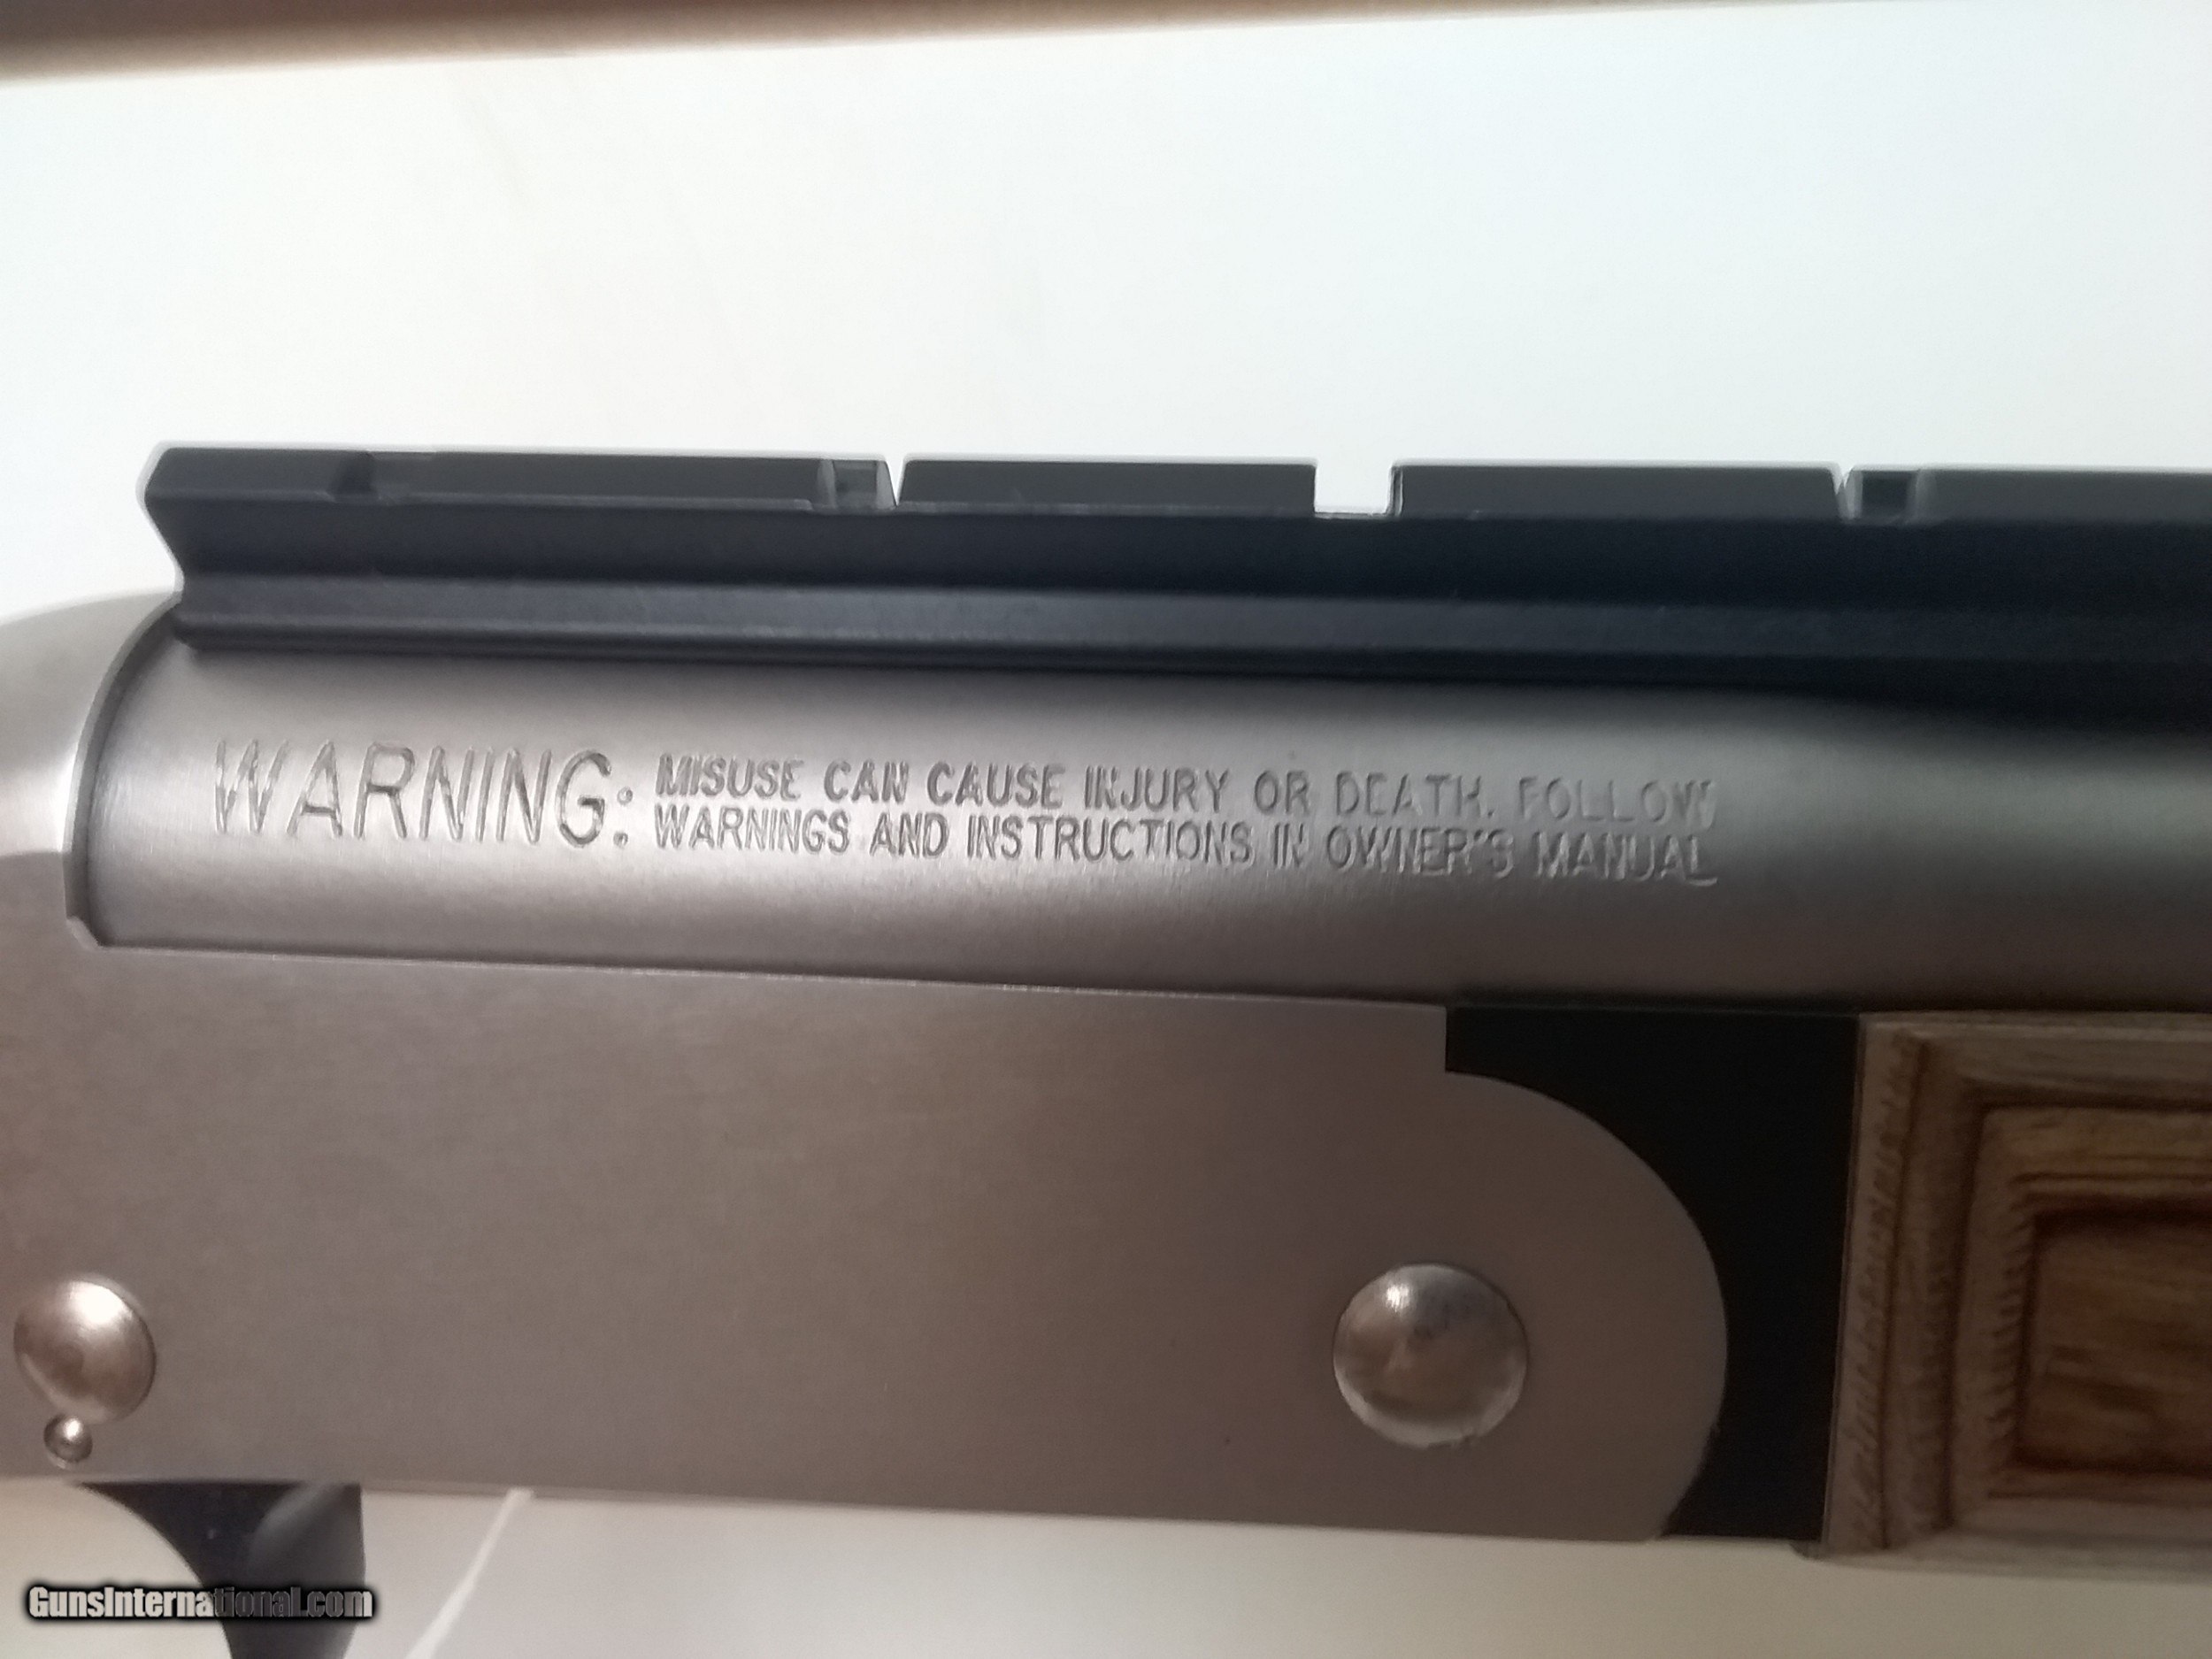 WARNING: MISUSE CAN CAUSE INJURY OR DEATH. FOLLOW
WARNINGS AND INSTRUCTIONS IN OWNER'S MANUAL
GunsInternational.com